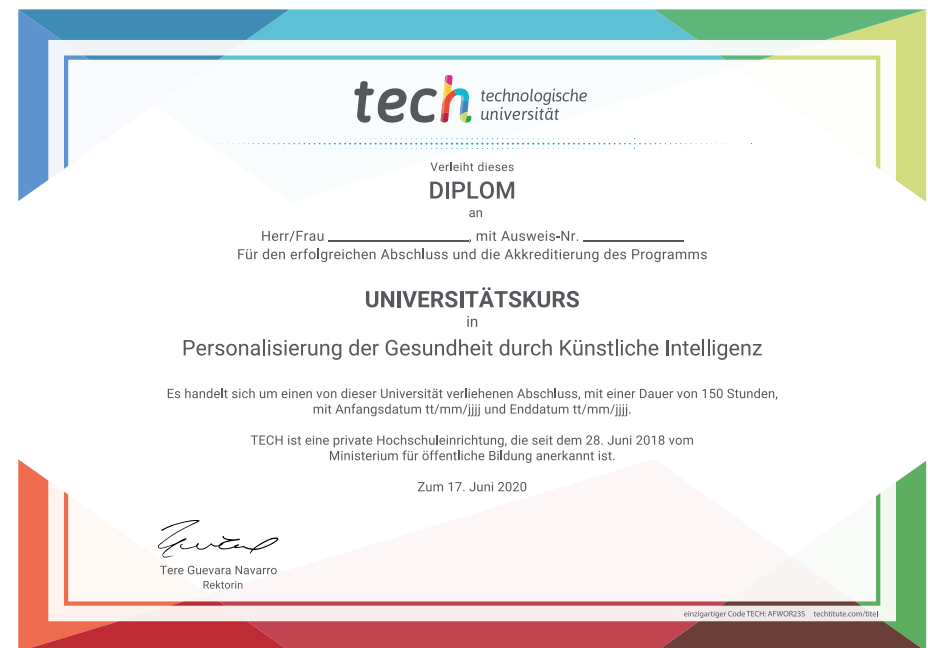 tech technologische
universität
Verleiht dieses
DIPLOM
an
Herr/Frau ____________, mit Ausweis-Nr. ____________
Für den erfolgreichen Abschluss und die Akkreditierung des Programms
UNIVERSITÄTSKURS
in
Personalisierung der Gesundheit durch Künstliche Intelligenz
Es handelt sich um einen von dieser Universität verliehenen Abschluss, mit einer Dauer von 150 Stunden,
mit Anfangsdatum tt/mm/jjjj und Enddatum tt/mm/jjjj.
TECH ist eine private Hochschuleinrichtung, die seit dem 28. Juni 2018 vom
Ministerium für öffentliche Bildung anerkannt ist.
Zum 17. Juni 2020
Tere Guevara Navarro
Rektorin
einzigartiger Code TECH: AFWOR23S techtitute.com/titel